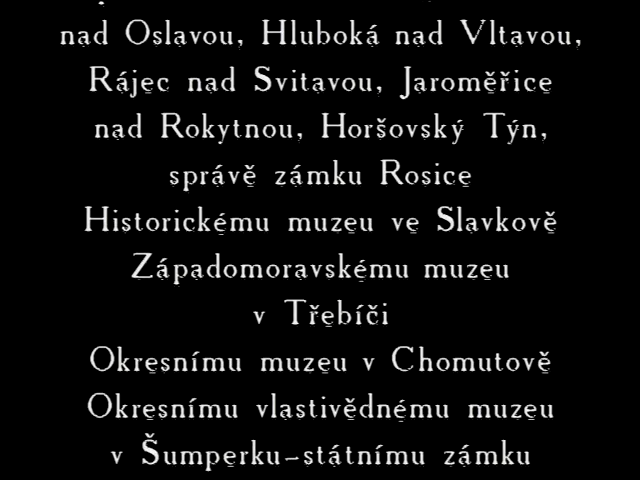 nad Oslavou, Hluboká nad Vltavou,
Rájec nad Svitavou, Jaroměřice
nad Rokytnou, Horšovský Týn,
správě zámku Rosice
Historickému muzeu ve Slavkově
Západomoravskému muzeu
v Třebíči
Okresnímu muzeu v Chomutově
Okresnímu vlastivědnému muzeu
v Šumperku-státnímu zámku